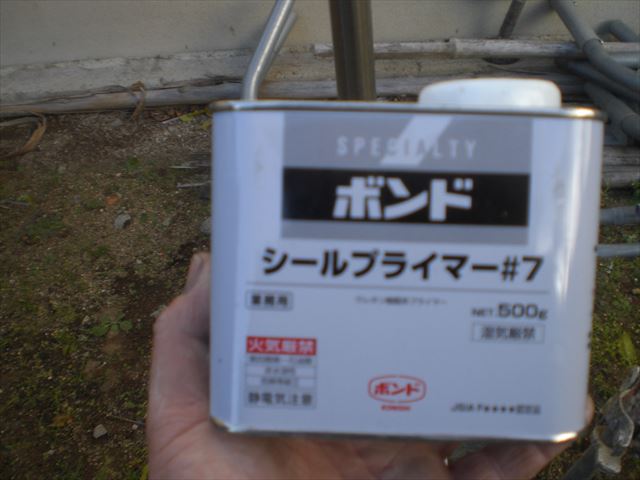 SPECIALTY
ボンド
シールプライマー#7
業務用
NET.500g
湿気厳禁
火気厳禁
静電気注意
ボンド
KONISHI